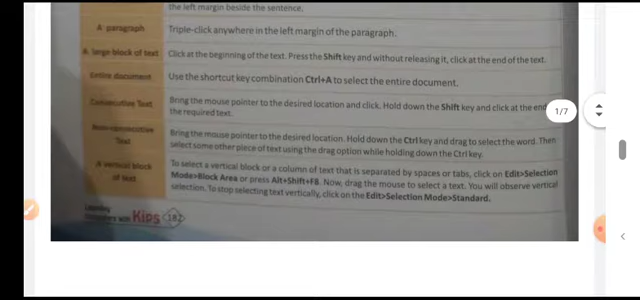 the left margin beside the sentence.
A paragraph
Triple-click anywhere in the left margin of the paragraph.
A large block of text
Click at the beginning of the text. Press the Shift key and without releasing it, click at the end of the text.
Entire document
Use the shortcut key combination Ctrl+A to select the entire document.
Consecutive Text
Bring the mouse pointer to the desired location and click. Hold down the Shift key and click at the end
the required text.
Non-consecutive
Text
Bring the mouse pointer to the desired location. Hold down the Ctrl key and drag to select the word. Then
select some other piece of text using the drag option while holding down the Ctrl key.
A vertical block
of text
To select a vertical block or a column of text that is separated by spaces or tabs, click on Edit>Selection
Mode>Block Area or press Alt+Shift+F8. Now, drag the mouse to select a text. You will observe vertical
selection. To stop selecting text vertically, click on the Edit>Selection Mode>Standard.
1/7
Kips 182